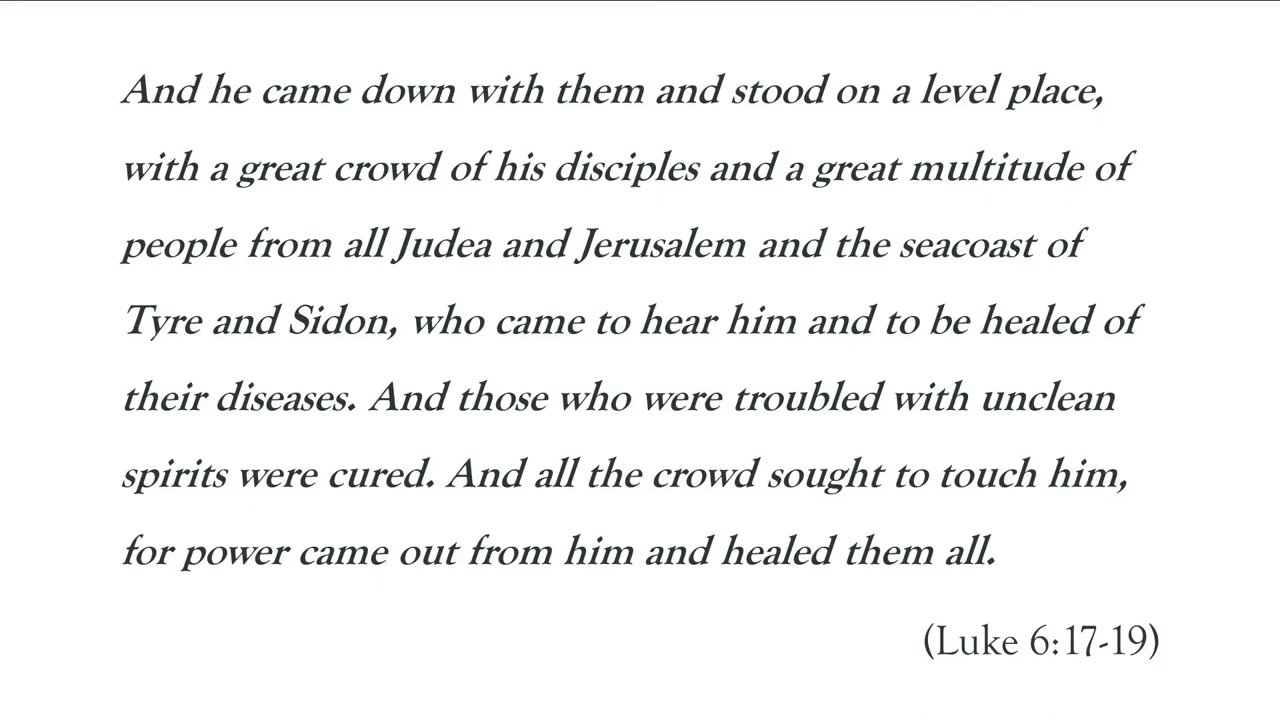 And he came down with them and stood on a level place,
with a great crowd of his disciples and a great multitude of
people from all Judea and Jerusalem and the seacoast of
Tyre and Sidon, who came to hear him and to be healed of
their diseases. And those who were troubled with unclean
spirits were cured. And all the crowd sought to touch him,
for power came out from him and healed them all.
(Luke 6:17-19)